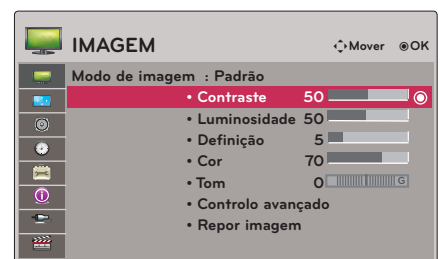 IMAGEM Mover OK
Modo de imagem : Padrão
• Contraste 50
• Luminosidade 50
• Definição 5
• Cor 70
• Tom 0 G
• Controlo avançado
• Repor imagem